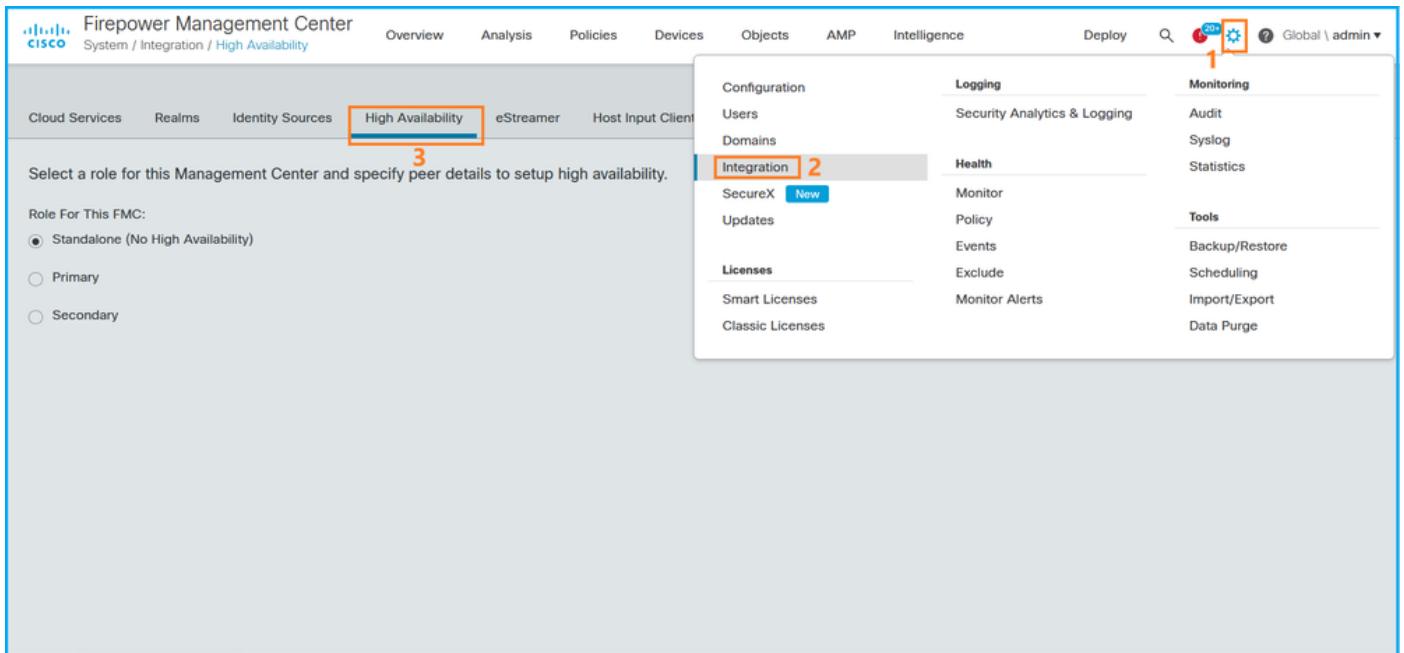 CISCO
Firepower Management Center
System / Integration / High Availability
Overview
Analysis
Policies
Devices
Objects
AMP
Intelligence
Deploy
20+
Global \ admin
1
Cloud Services
Realms
Identity Sources
High Availability
eStreamer
Host Input Client
3
Select a role for this Management Center and specify peer details to setup high availability.
Role For This FMC:
Standalone (No High Availability)
Primary
Secondary
Configuration
Users
Domains
Integration
2
SecureX
New
Updates
Licenses
Smart Licenses
Classic Licenses
Logging
Security Analytics & Logging
Health
Monitor
Policy
Events
Exclude
Monitor Alerts
Monitoring
Audit
Syslog
Statistics
Tools
Backup/Restore
Scheduling
Import/Export
Data Purge